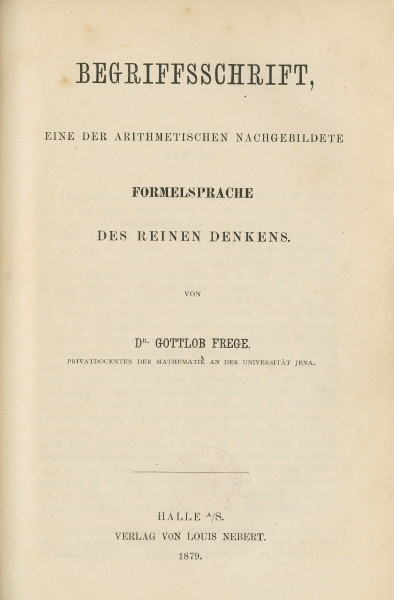 BEGRIFFSSCHRIFT,
EINE DER ARITHMETISCHEN NACHGEBILDETE
FORMELSPRACHE
DES REINEN DENKENS.
VON
DR. GOTTLOB FREGE,
PRIVATDOCENTEN DER MATHEMATIK AN DER UNIVERSITÄT JENA.
HALLE A/S.
VERLAG VON LOUIS NEBERT.
1879.